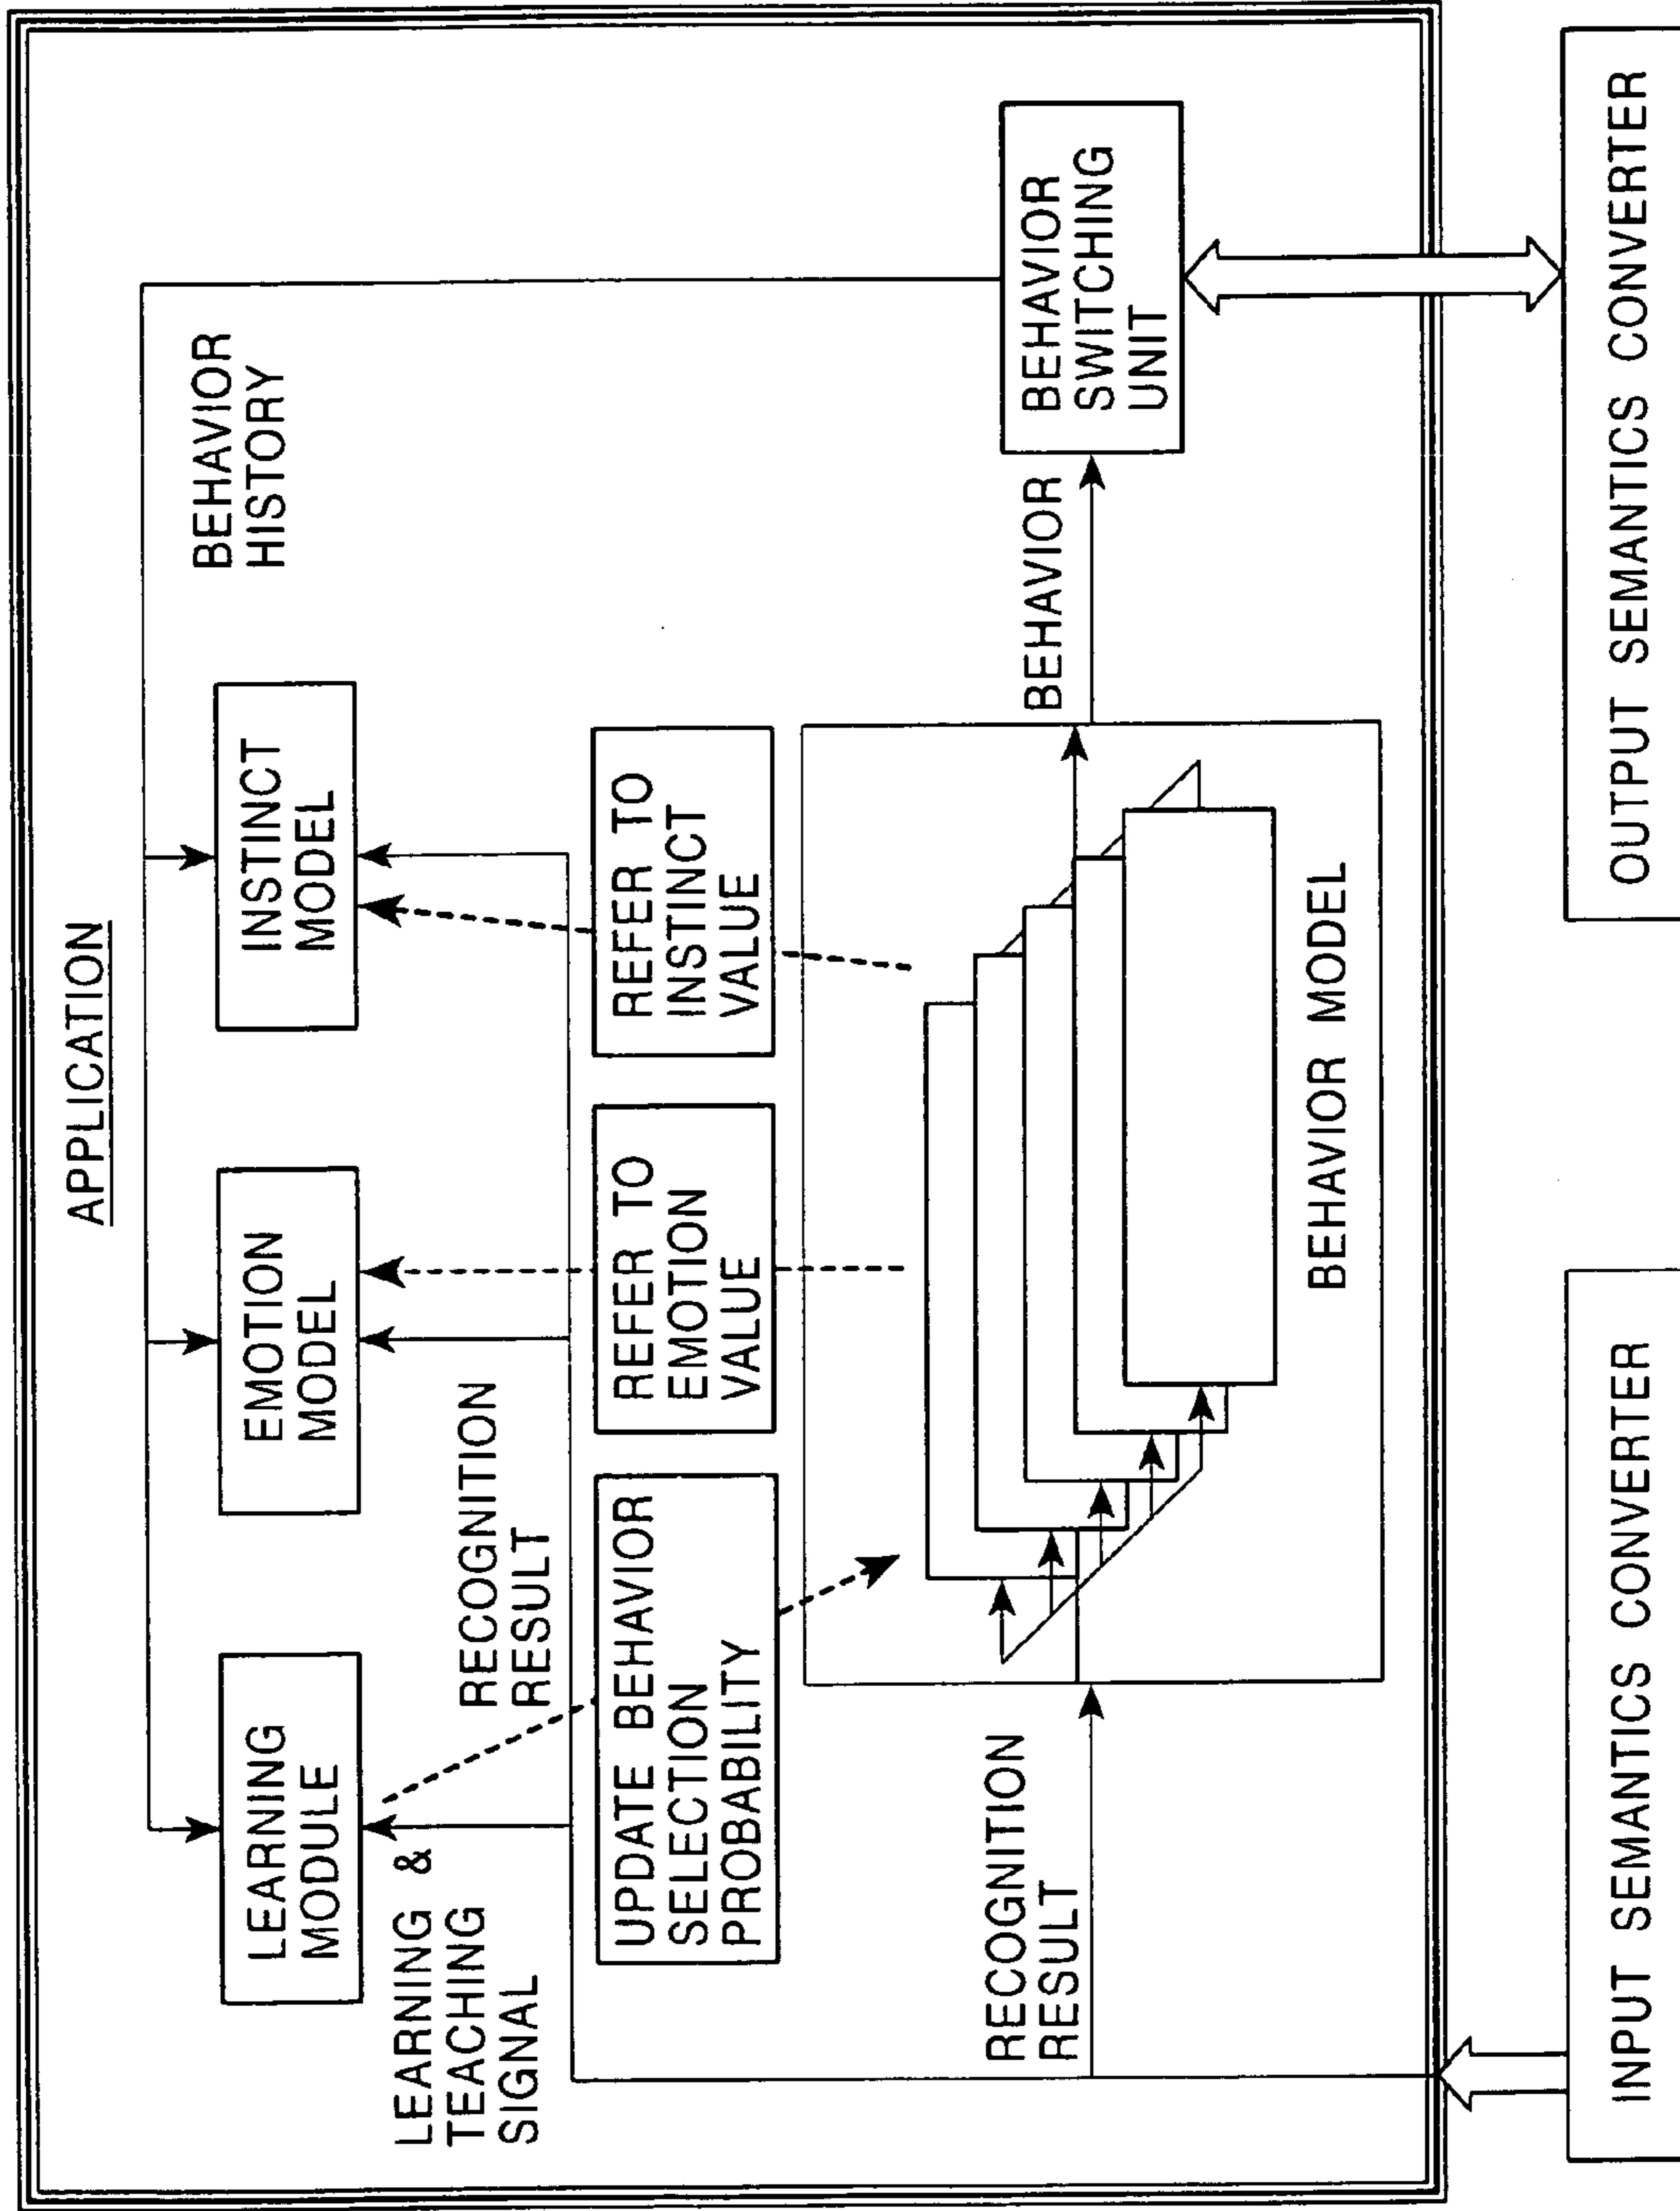 APPLICATION
BEHAVIOR
HISTORY
LEARNING
MODULE
EMOTION
MODEL
INSTINCT
MODEL
LEARNING &
TEACHING
SIGNAL
RECOGNITION
RESULT
UPDATE BEHAVIOR
SELECTION
PROBABILITY
REFER TO
EMOTION
VALUE
REFER TO
INSTINCT
VALUE
RECOGNITION
RESULT
BEHAVIOR
BEHAVIOR
SWITCHING
UNIT
BEHAVIOR MODEL
INPUT SEMANTICS CONVERTER
OUTPUT SEMANTICS CONVERTER